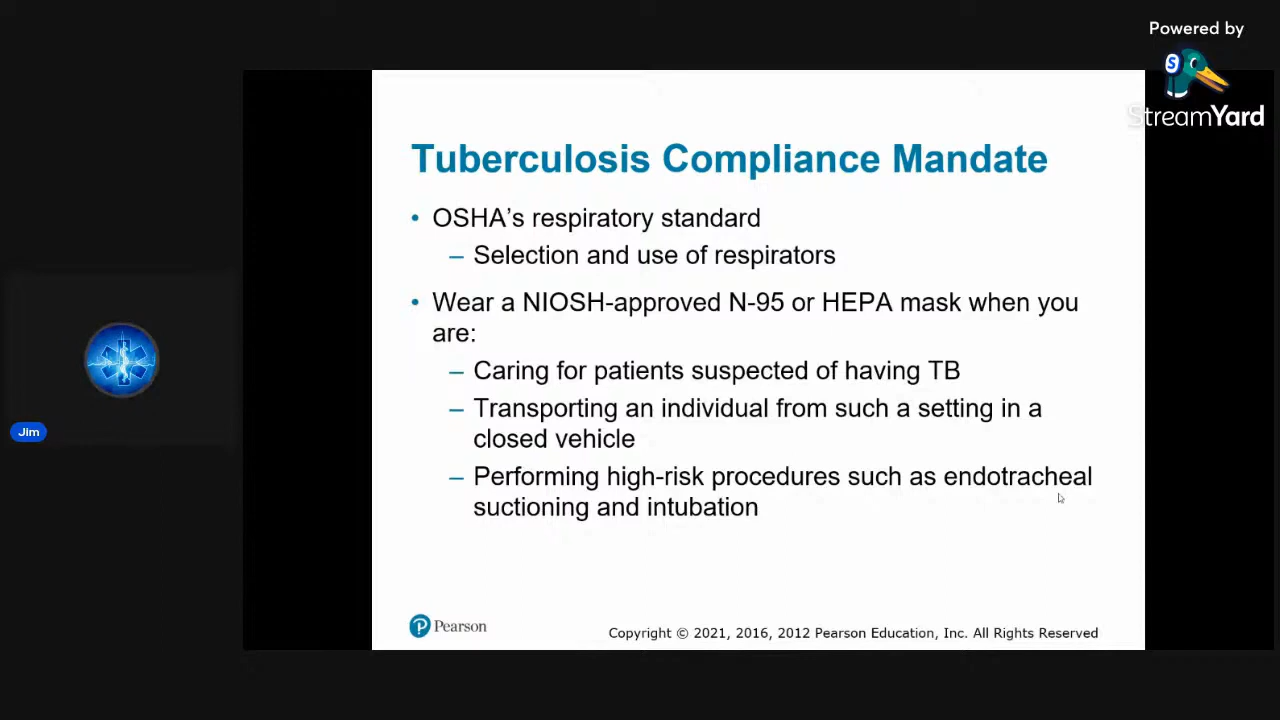 Powered by
S
StreamYard
Tuberculosis Compliance Mandate
• OSHA's respiratory standard
– Selection and use of respirators
• Wear a NIOSH-approved N-95 or HEPA mask when you
are:
– Caring for patients suspected of having TB
– Transporting an individual from such a setting in a
closed vehicle
– Performing high-risk procedures such as endotracheal
suctioning and intubation
Jim
P Pearson
Copyright © 2021, 2016, 2012 Pearson Education, Inc. All Rights Reserved